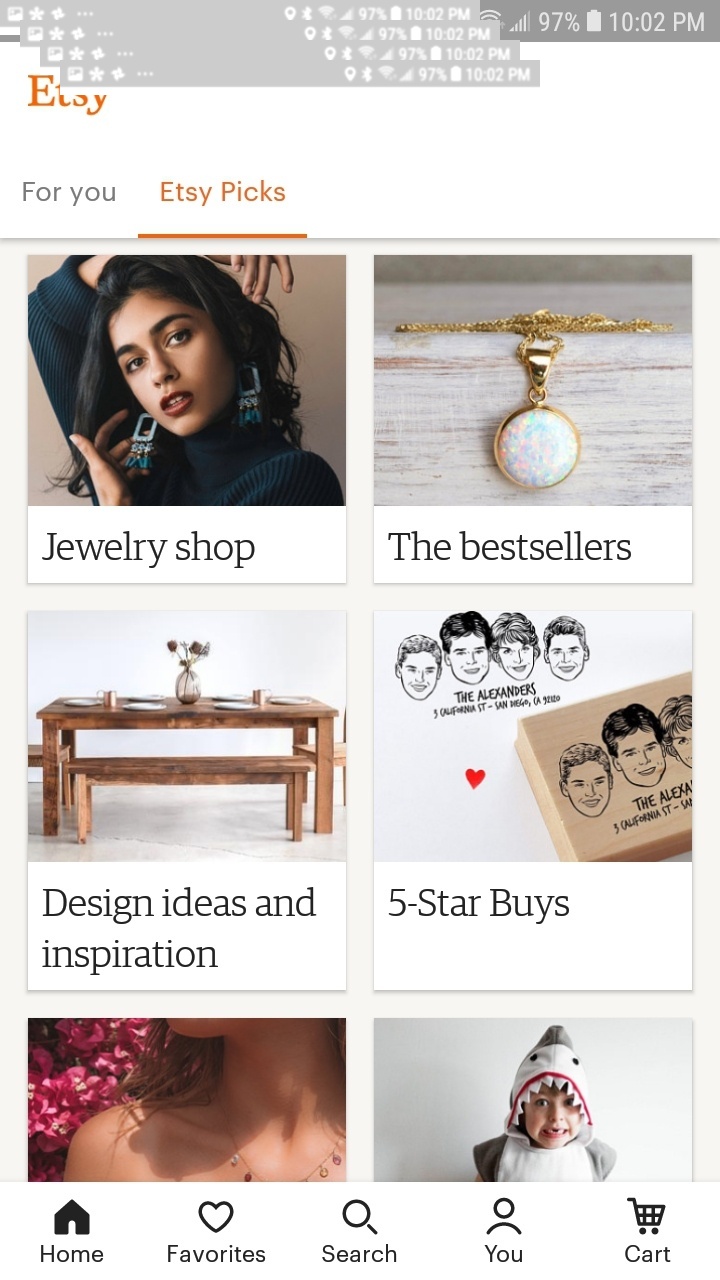 97% 10:02 PM
97% 10:02 PM
97% 10:02 PM
97% 10:02 PM
97% 10:02 PM
Etsy
For you
Etsy Picks
Jewelry shop
The bestsellers
THE ALEXANDERS
3 CALIFORNIA ST – SAN DIEGO, CA 92120
THE ALEXA
3 CALIFORNIA ST – SA
Design ideas and
inspiration
5-Star Buys
Home
Favorites
Search
You
Cart